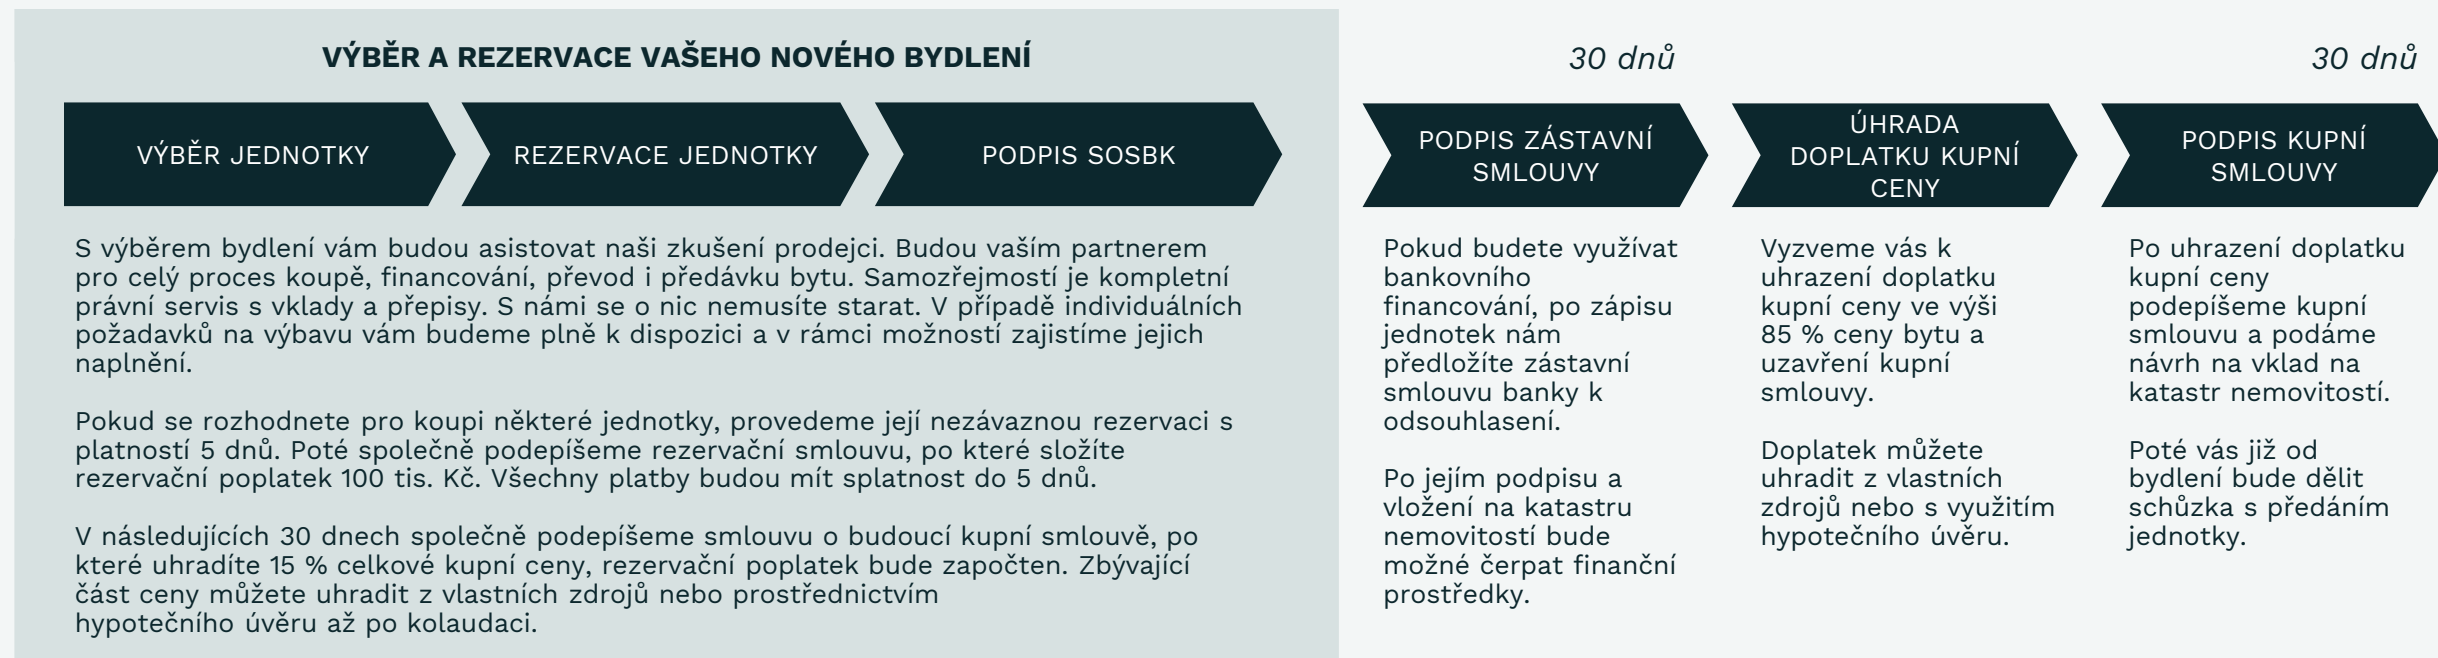 VÝBĚR A REZERVACE VAŠEHO NOVÉHO BYDLENÍ
VÝBĚR JEDNOTKY
REZERVACE JEDNOTKY
PODPIS SOSBK
S výběrem bydlení vám budou asistovat naši zkušení prodejci. Budou vaším partnerem
pro celý proces koupě, financování, převod i předávku bytu. Samozřejmostí je kompletní
právní servis s vklady a přepisy. S námi se o nic nemusíte starat. V případě individuálních
požadavků na výbavu vám budeme plně k dispozici a v rámci možností zajistíme jejich
naplnění.
Pokud se rozhodnete pro koupi některé jednotky, provedeme její nezávaznou rezervaci s
platností 5 dnů. Poté společně podepíšeme rezervační smlouvu, po které složíte
rezervační poplatek 100 tis. Kč. Všechny platby budou mít splatnost do 5 dnů.
V následujících 30 dnech společně podepíšeme smlouvu o budoucí kupní smlouvě, po
které uhradíte 15 % celkové kupní ceny, rezervační poplatek bude započten. Zbývající
část ceny můžete uhradit z vlastních zdrojů nebo prostřednictvím
hypotečního úvěru až po kolaudaci.
30 dnů
PODPIS ZÁSTAVNÍ
SMLOUVY
Pokud budete využívat
bankovního
financování, po zápisu
jednotek nám
předložíte zástavní
smlouvu banky k
odsouhlasení.
Po jejím podpisu a
vložení na katastru
nemovitostí bude
možné čerpat finanční
prostředky.
ÚHRADA
DOPLATKU KUPNÍ
CENY
Vyzveme vás k
uhrazení doplatku
kupní ceny ve výši
85 % ceny bytu a
uzavření kupní
smlouvy.
Doplatek můžete
uhradit z vlastních
zdrojů nebo s využitím
hypotečního úvěru.
30 dnů
PODPIS KUPNÍ
SMLOUVY
Po uhrazení doplatku
kupní ceny
podepíšeme kupní
smlouvu a podáme
návrh na vklad na
katastr nemovitostí.
Poté vás již od
bydlení bude dělit
schůzka s předáním
jednotky.